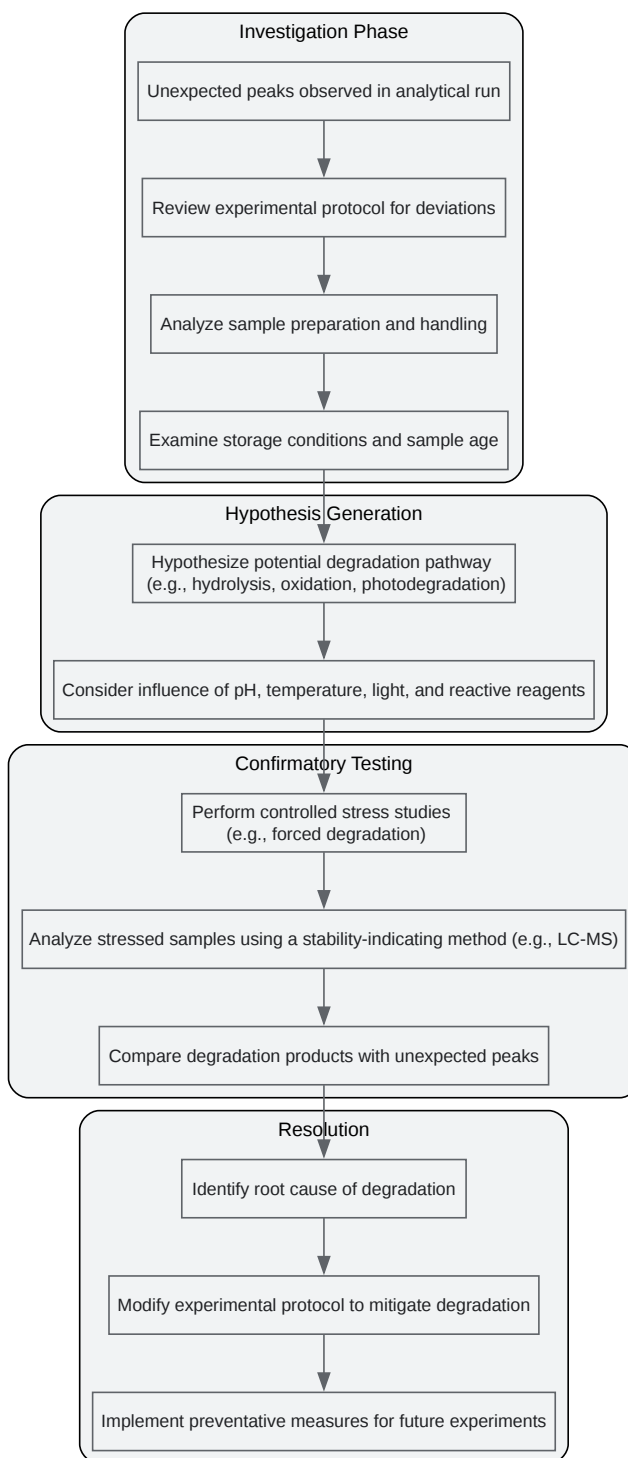 Investigation Phase
Unexpected peaks observed in analytical run
Review experimental protocol for deviations
Analyze sample preparation and handling
Examine storage conditions and sample age
Hypothesis Generation
Hypothesize potential degradation pathway
(e.g., hydrolysis, oxidation, photodegradation)
Consider influence of pH, temperature, light, and reactive reagents
Confirmatory Testing
Perform controlled stress studies
(e.g., forced degradation)
Analyze stressed samples using a stability-indicating method (e.g., LC-MS)
Compare degradation products with unexpected peaks
Resolution
Identify root cause of degradation
Modify experimental protocol to mitigate degradation
Implement preventative measures for future experiments